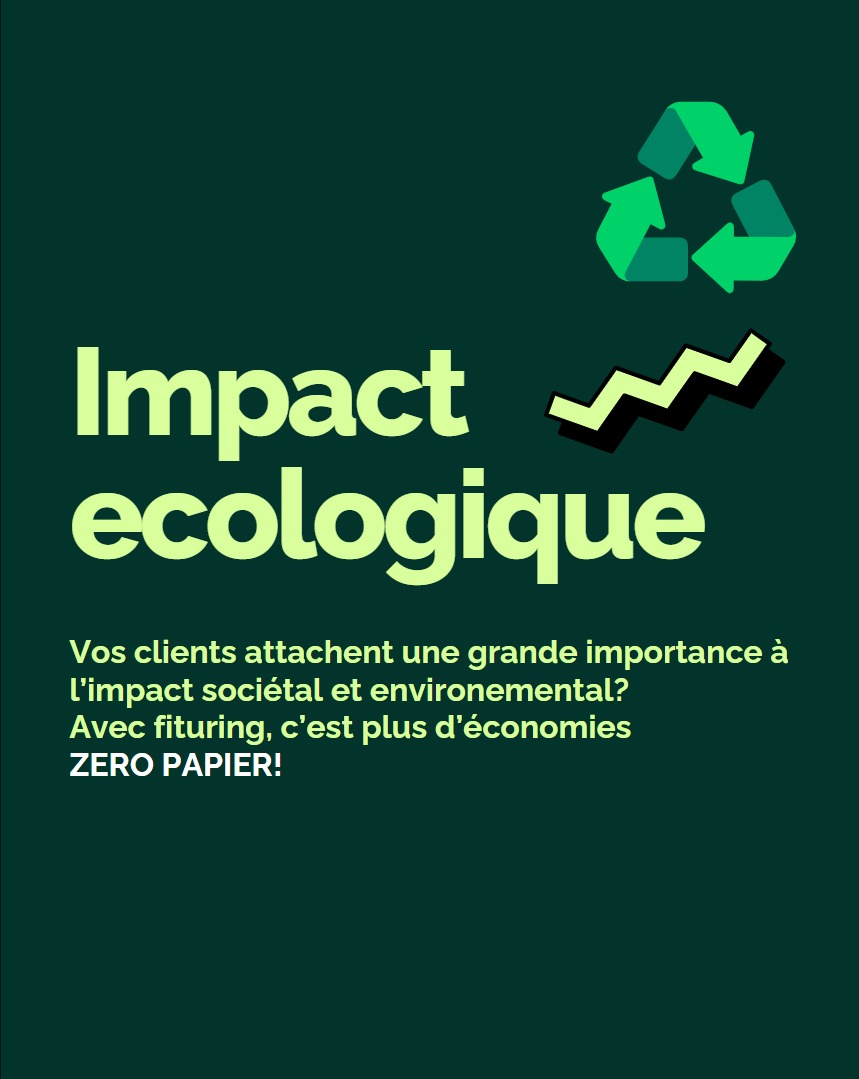 Impact
ecologique
Vos clients attachent une grande importance à
l’impact sociétal et environemental?
Avec fituring, c’est plus d’économies
ZERO PAPIER!